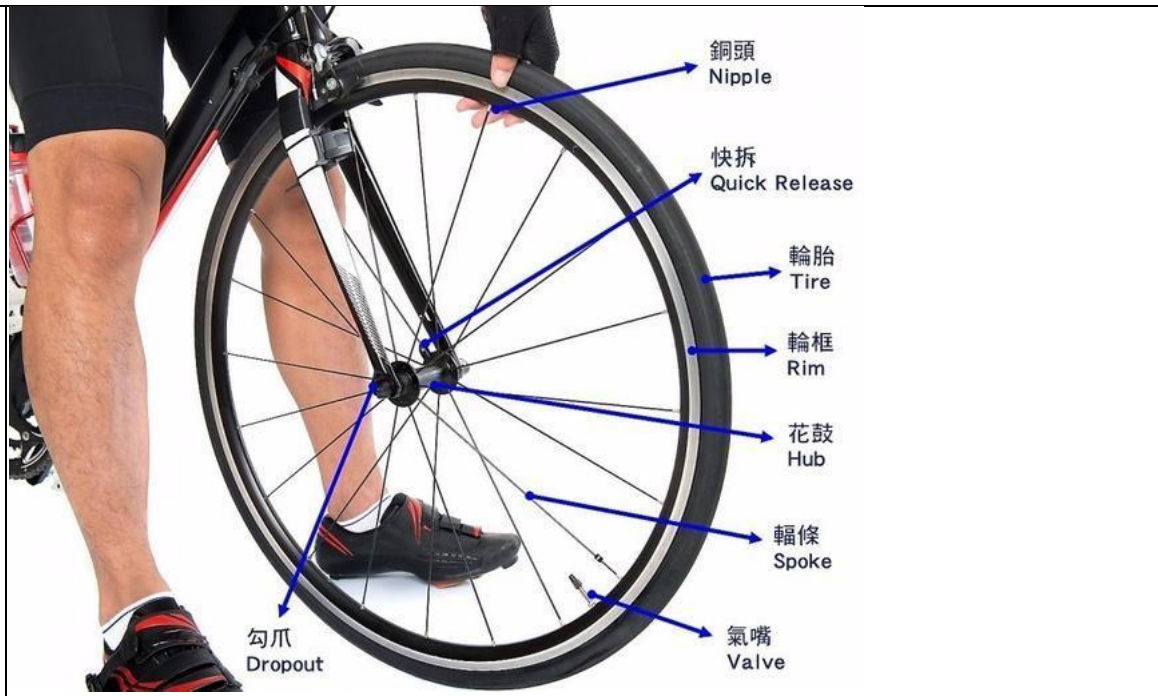 銅頭
Nipple
快拆
Quick Release
輪胎
Tire
輪框
Rim
花鼓
Hub
輻條
Spoke
氣嘴
Valve
勾爪
Dropout